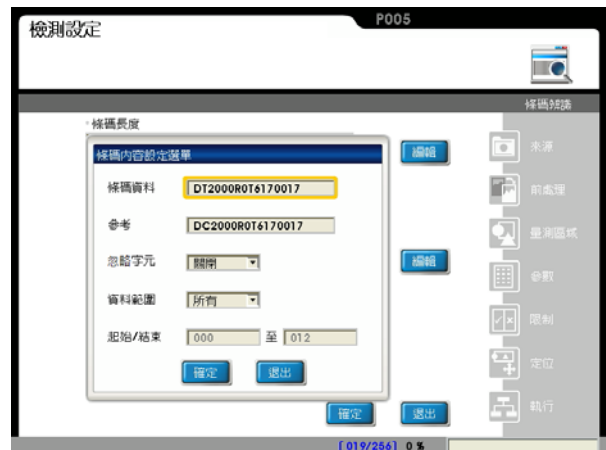 檢測設定
P005
條碼辨識
條碼長度
條碼內容設定選單
條碼資料 DT2000R0T6170017
參考 DC2000R0T6170017
忽略字元 關閉
資料範圍 所有
起始/結束 000 至 012
確定 退出
編輯
編輯
確定 退出
來源
前處理
量測區域
參數
限制
定位
執行
[019/256] 0 %